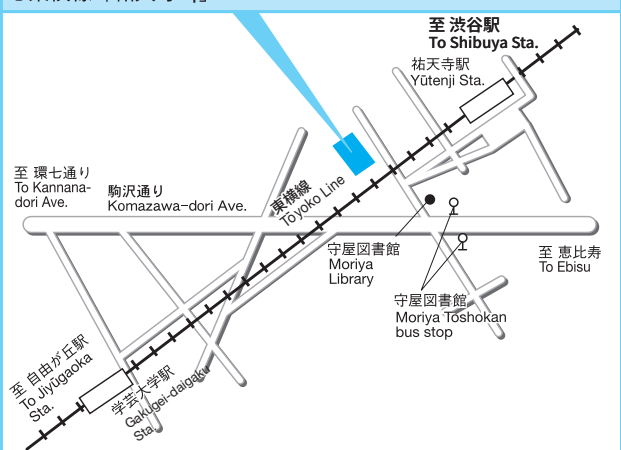 至 渋谷駅
To Shibuya Sta.
祐天寺駅
Yūtenji Sta.
至 環七通り
To Kannana-
dori Ave.
駒沢通り
Komazawa-dori Ave.
東横線
Tōyoko Line
守屋図書館
Moriya
Library
至 恵比寿
To Ebisu
守屋図書館
Moriya Toshokan
bus stop
至 自由が丘駅
To Jiyūgaoka
Sta.
学芸大学駅
Gakugei-daigaku
Sta.